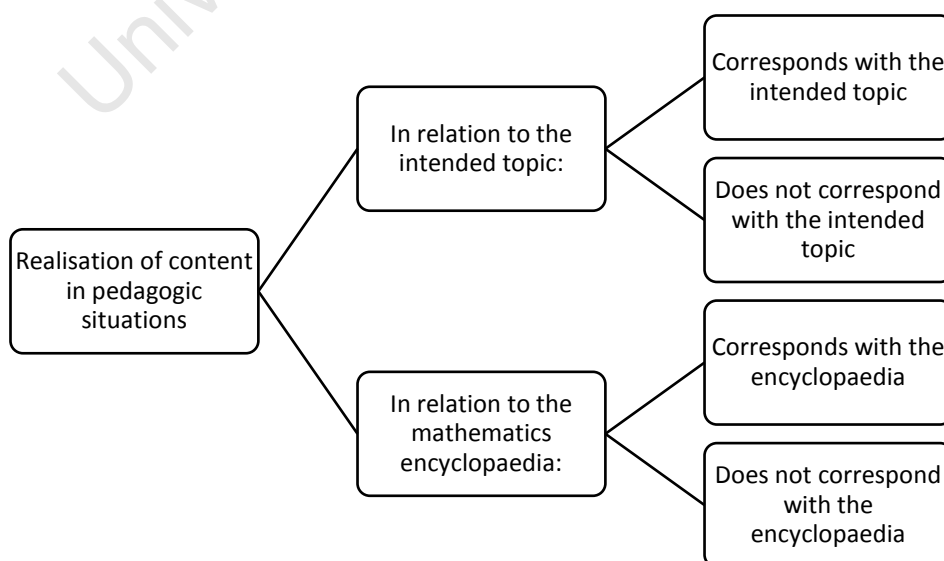 Univ
Corresponds with the
intended topic
In relation to the
intended topic:
Does not correspond
with the intended
topic
Realisation of content
in pedagogic
situations
Corresponds with the
encyclopaedia
In relation to the
mathematics
encyclopaedia:
Does not correspond
with the
encyclopaedia